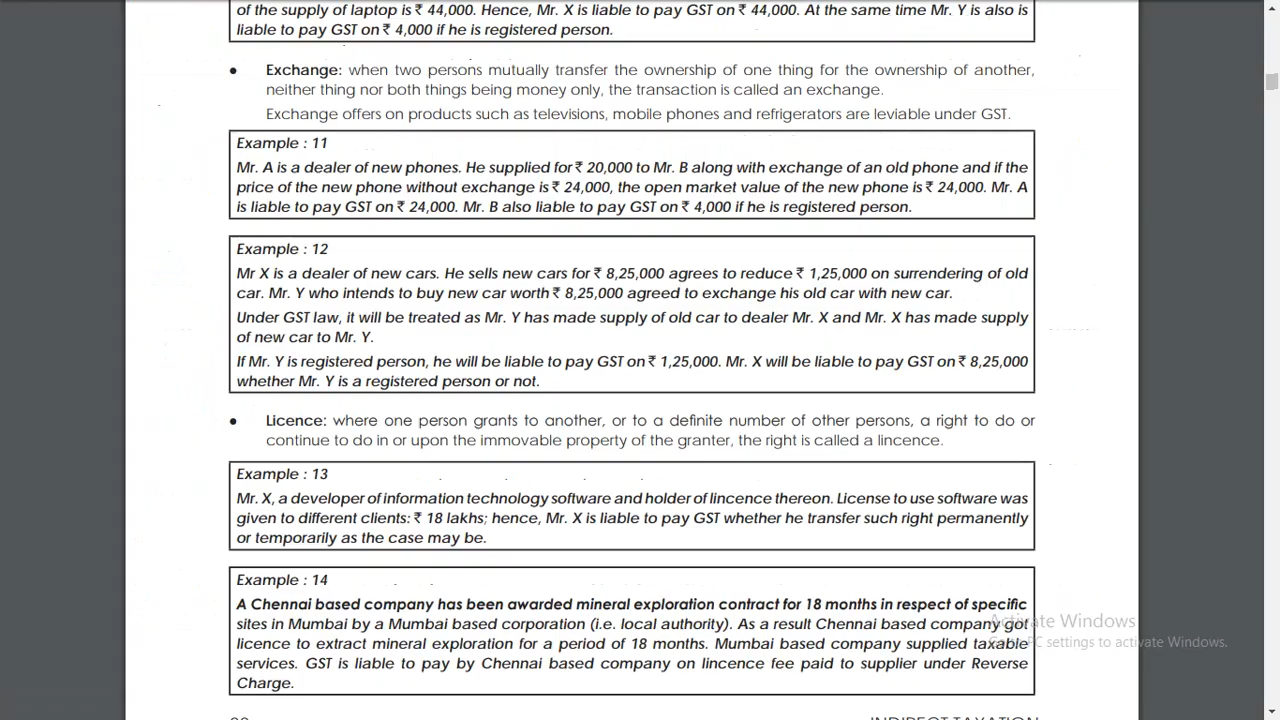 of the supply of laptop is ₹ 44,000. Hence, Mr. X is liable to pay GST on ₹ 44,000. At the same time Mr. Y is also is
liable to pay GST on ₹ 4,000 if he is registered person.
• Exchange: when two persons mutually transfer the ownership of one thing for the ownership of another,
neither thing nor both things being money only, the transaction is called an exchange.
Exchange offers on products such as televisions, mobile phones and refrigerators are leviable under GST.
Example : 11
Mr. A is a dealer of new phones. He supplied for ₹ 20,000 to Mr. B along with exchange of an old phone and if the
price of the new phone without exchange is ₹ 24,000, the open market value of the new phone is ₹ 24,000. Mr. A
is liable to pay GST on ₹ 24,000. Mr. B also liable to pay GST on ₹ 4,000 if he is registered person.
Example : 12
Mr X is a dealer of new cars. He sells new cars for ₹ 8,25,000 agrees to reduce ₹ 1,25,000 on surrendering of old
car. Mr. Y who intends to buy new car worth ₹ 8,25,000 agreed to exchange his old car with new car.
Under GST law, it will be treated as Mr. Y has made supply of old car to dealer Mr. X and Mr. X has made supply
of new car to Mr. Y.
If Mr. Y is registered person, he will be liable to pay GST on ₹ 1,25,000. Mr. X will be liable to pay GST on ₹ 8,25,000
whether Mr. Y is a registered person or not.
• Licence: where one person grants to another, or to a definite number of other persons, a right to do or
continue to do in or upon the immovable property of the granter, the right is called a lincence.
Example : 13
Mr. X, a developer of information technology software and holder of lincence thereon. License to use software was
given to different clients: ₹ 18 lakhs; hence, Mr. X is liable to pay GST whether he transfer such right permanently
or temporarily as the case may be.
Example : 14
A Chennai based company has been awarded mineral exploration contract for 18 months in respect of specific
sites in Mumbai by a Mumbai based corporation (i.e. local authority). As a result Chennai based company got
licence to extract mineral exploration for a period of 18 months. Mumbai based company supplied taxable
services. GST is liable to pay by Chennai based company on lincence fee paid to supplier under Reverse
Charge.
Activate Windows
Go to PC settings to activate Windows.
INDIRECT TAXATION